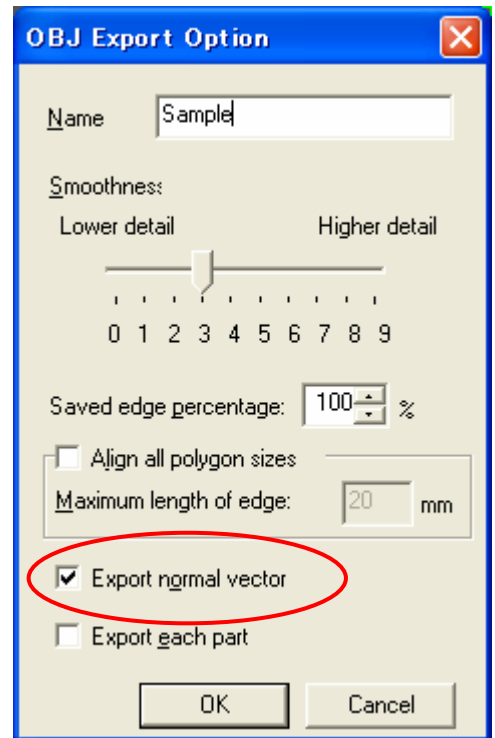 OBJ Export Option
Name Sample
Smoothness
Lower detail Higher detail
0 1 2 3 4 5 6 7 8 9
Saved edge percentage: 100 %
Align all polygon sizes
Maximum length of edge: 20 mm
Export normal vector
Export each part
OK Cancel